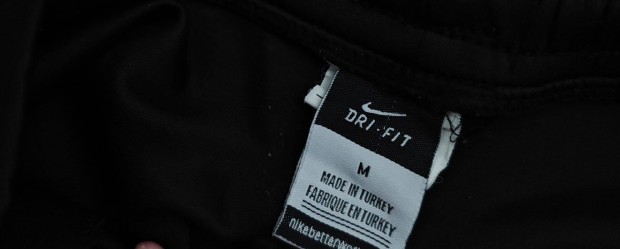 DRI-FIT
M
MADE IN TURKEY
FABRIQUE EN TURKEY